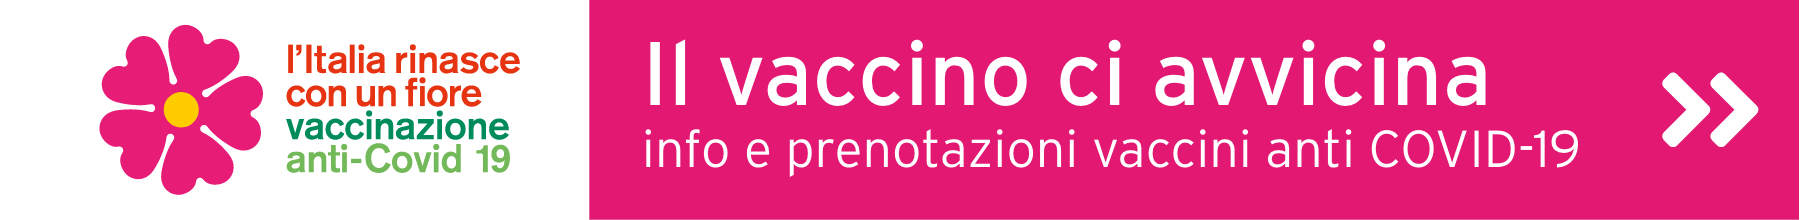 l'Italia rinasce
con un fiore
vaccinazione
anti-Covid 19
Il vaccino ci avvicina
info e prenotazioni vaccini anti COVID-19